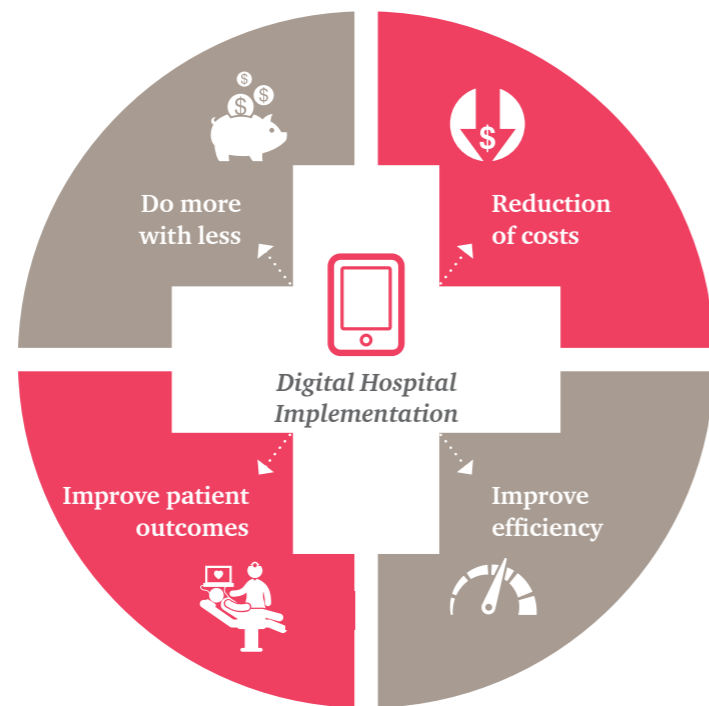 $
$
$
$
Do more
with less
Reduction
of costs
Digital Hospital
Implementation
Improve patient
outcomes
Improve
efficiency